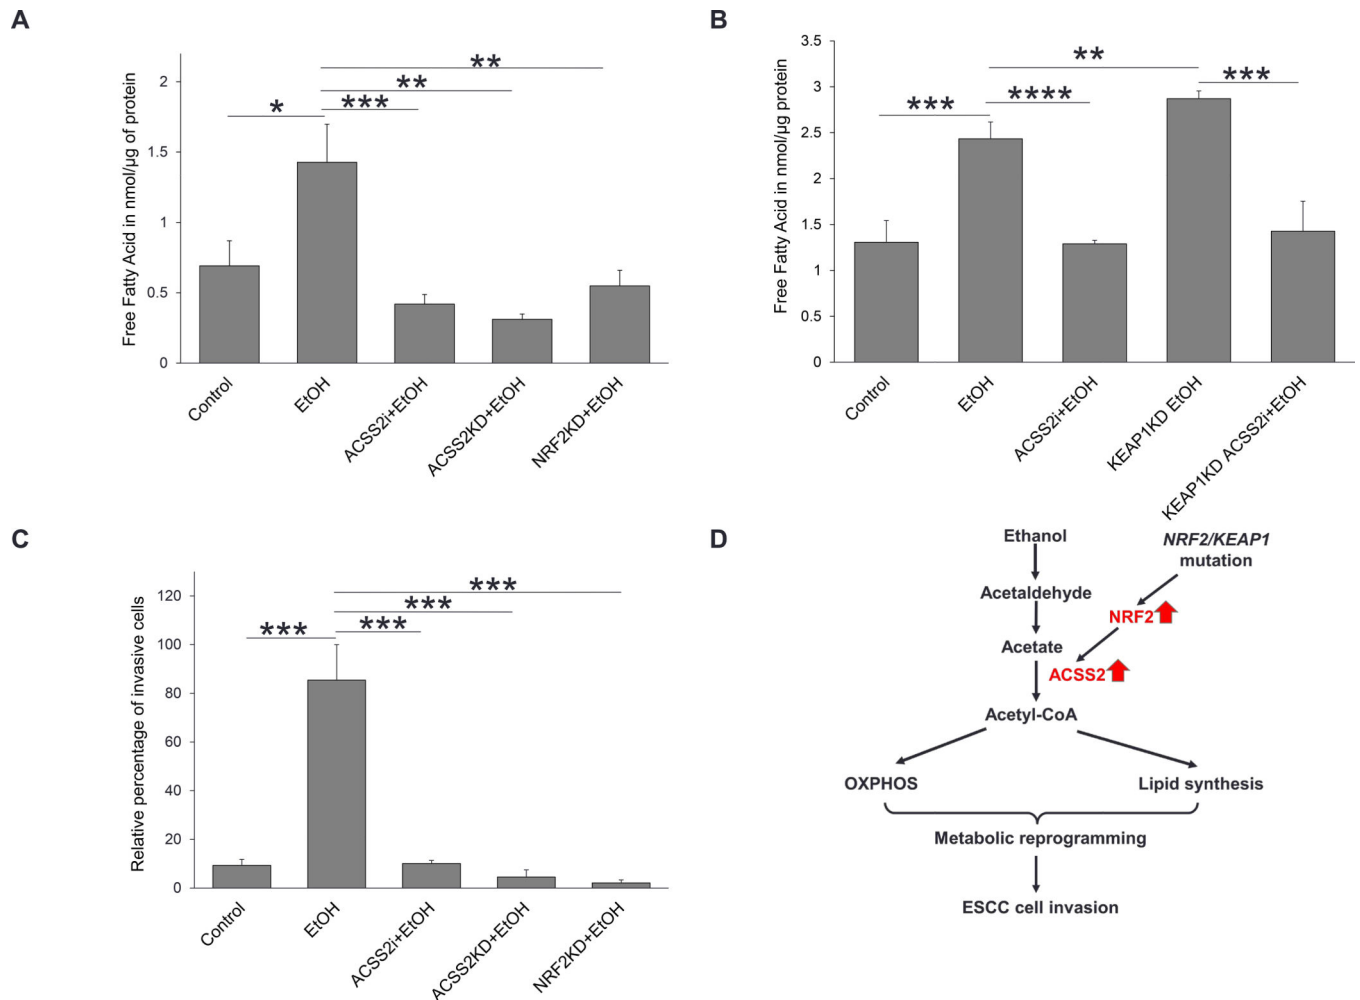 A
Free Fatty Acid in nmol/µg of protein
2
1.5
1
0.5
0
*
***
**
**
Control
EtOH
ACSS2i+EtOH
ACSS2KD+EtOH
NRF2KD+EtOH
B
Free Fatty Acid in nmol/µg protein
3.5
3
2.5
2
1.5
1
0.5
0
***
****
**
***
Control
EtOH
ACSS2i+EtOH
KEAP1KD EtOH
KEAP1KD ACSS2i+EtOH
C
Relative percentage of invasive cells
120
100
80
60
40
20
0
***
***
***
***
Control
EtOH
ACSS2i+EtOH
ACSS2KD+EtOH
NRF2KD+EtOH
D
Ethanol
NRF2/KEAP1
mutation
Acetaldehyde
NRF2
Acetate
ACSS2
Acetyl-CoA
OXPHOS
Lipid synthesis
Metabolic reprogramming
ESCC cell invasion